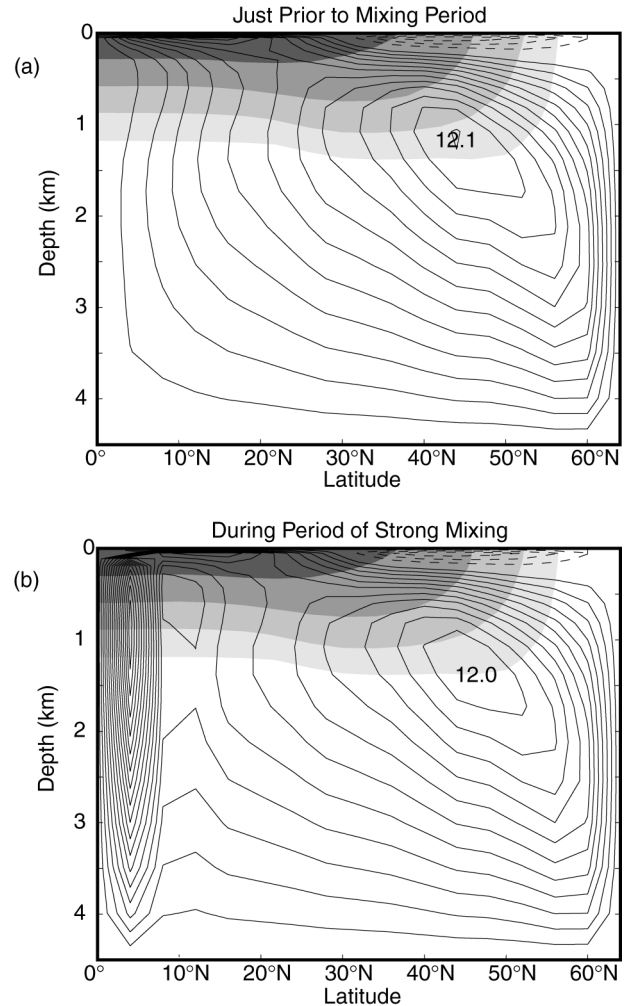 Just Prior to Mixing Period
(a)
0
1
2
3
4
Depth (km)
12.1
0° 10°N 20°N 30°N 40°N 50°N 60°N
Latitude
During Period of Strong Mixing
(b)
0
1
2
3
4
Depth (km)
12.0
0° 10°N 20°N 30°N 40°N 50°N 60°N
Latitude